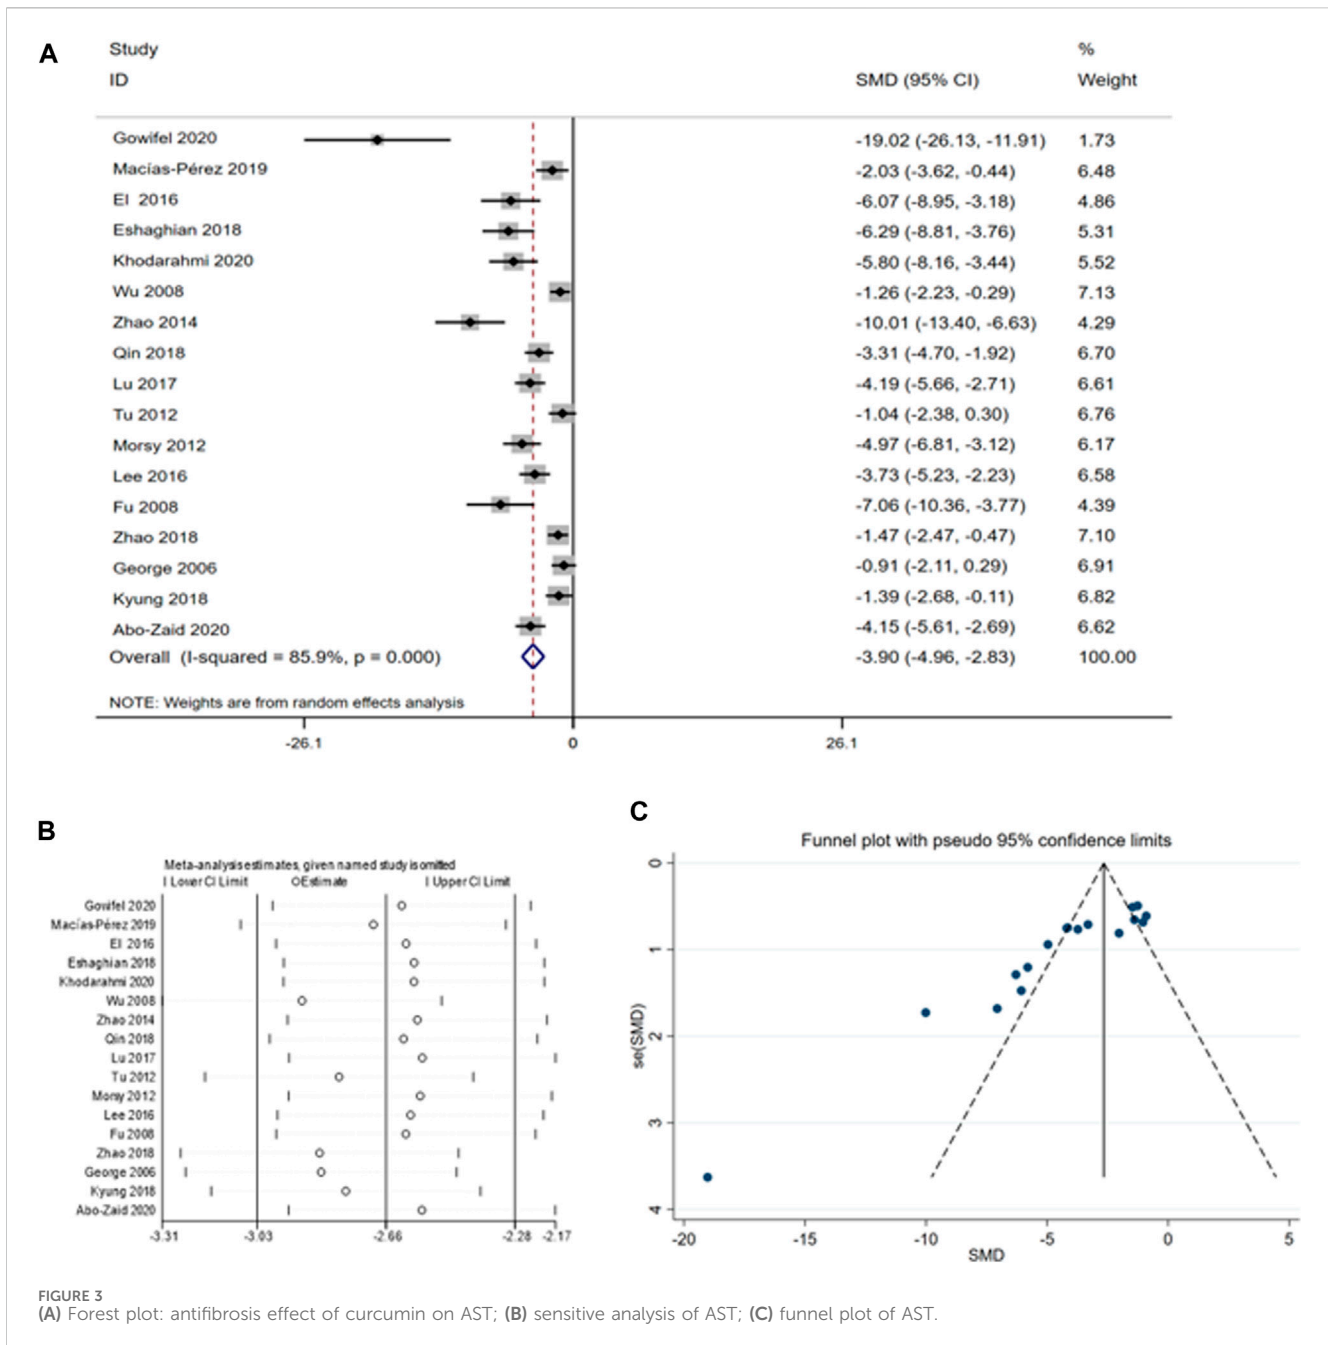 A
Study %
ID SMD (95% CI) Weight
Gowifel 2020 -19.02 (-26.13, -11.91) 1.73
Macías-Pérez 2019 -2.03 (-3.62, -0.44) 6.48
El 2016 -6.07 (-8.95, -3.18) 4.86
Eshaghian 2018 -6.29 (-8.81, -3.76) 5.31
Khodarahmi 2020 -5.80 (-8.16, -3.44) 5.52
Wu 2008 -1.26 (-2.23, -0.29) 7.13
Zhao 2014 -10.01 (-13.40, -6.63) 4.29
Qin 2018 -3.31 (-4.70, -1.92) 6.70
Lu 2017 -4.19 (-5.66, -2.71) 6.61
Tu 2012 -1.04 (-2.38, 0.30) 6.76
Morsy 2012 -4.97 (-6.81, -3.12) 6.17
Lee 2016 -3.73 (-5.23, -2.23) 6.58
Fu 2008 -7.06 (-10.36, -3.77) 4.39
Zhao 2018 -1.47 (-2.47, -0.47) 7.10
George 2006 -0.91 (-2.11, 0.29) 6.91
Kyung 2018 -1.39 (-2.68, -0.11) 6.82
Abo-Zaid 2020 -4.15 (-5.61, -2.69) 6.62
Overall (I-squared = 85.9%, p = 0.000) -3.90 (-4.96, -2.83) 100.00
NOTE: Weights are from random effects analysis
-26.1 0 26.1
B
Meta-analysis estimates, given named study is omitted
Lower CI Limit Estimate Upper CI Limit
Gowifel 2020
Macías-Pérez 2019
El 2016
Eshaghian 2018
Khodarahmi 2020
Wu 2008
Zhao 2014
Qin 2018
Lu 2017
Tu 2012
Morsy 2012
Lee 2016
Fu 2008
Zhao 2018
George 2006
Kyung 2018
Abo-Zaid 2020
-3.31 -3.03 -2.66 -2.28 -2.17
C
Funnel plot with pseudo 95% confidence limits
se(SMD)
0
1
2
3
4
-20 -15 -10 -5 0 5
SMD
FIGURE 3
(A) Forest plot: antifibrosis effect of curcumin on AST; (B) sensitive analysis of AST; (C) funnel plot of AST.